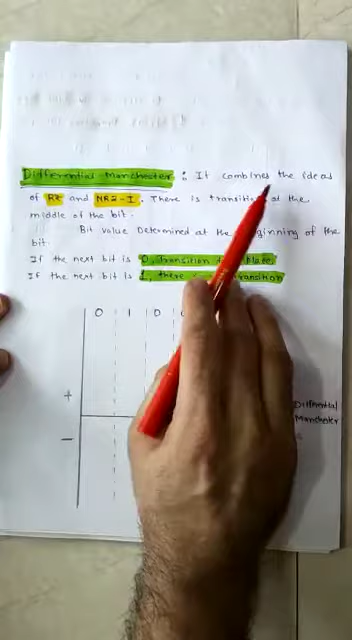 Differential Manchester : It combines the ideas
of RZ and NRZ-I. There is transition at the
middle of the bit.
Bit value Determined at the beginning of the
bit.
If the next bit is 0, transition place
If the next bit is 1, there transition
0 1 0
+
Differential
Manchester
-